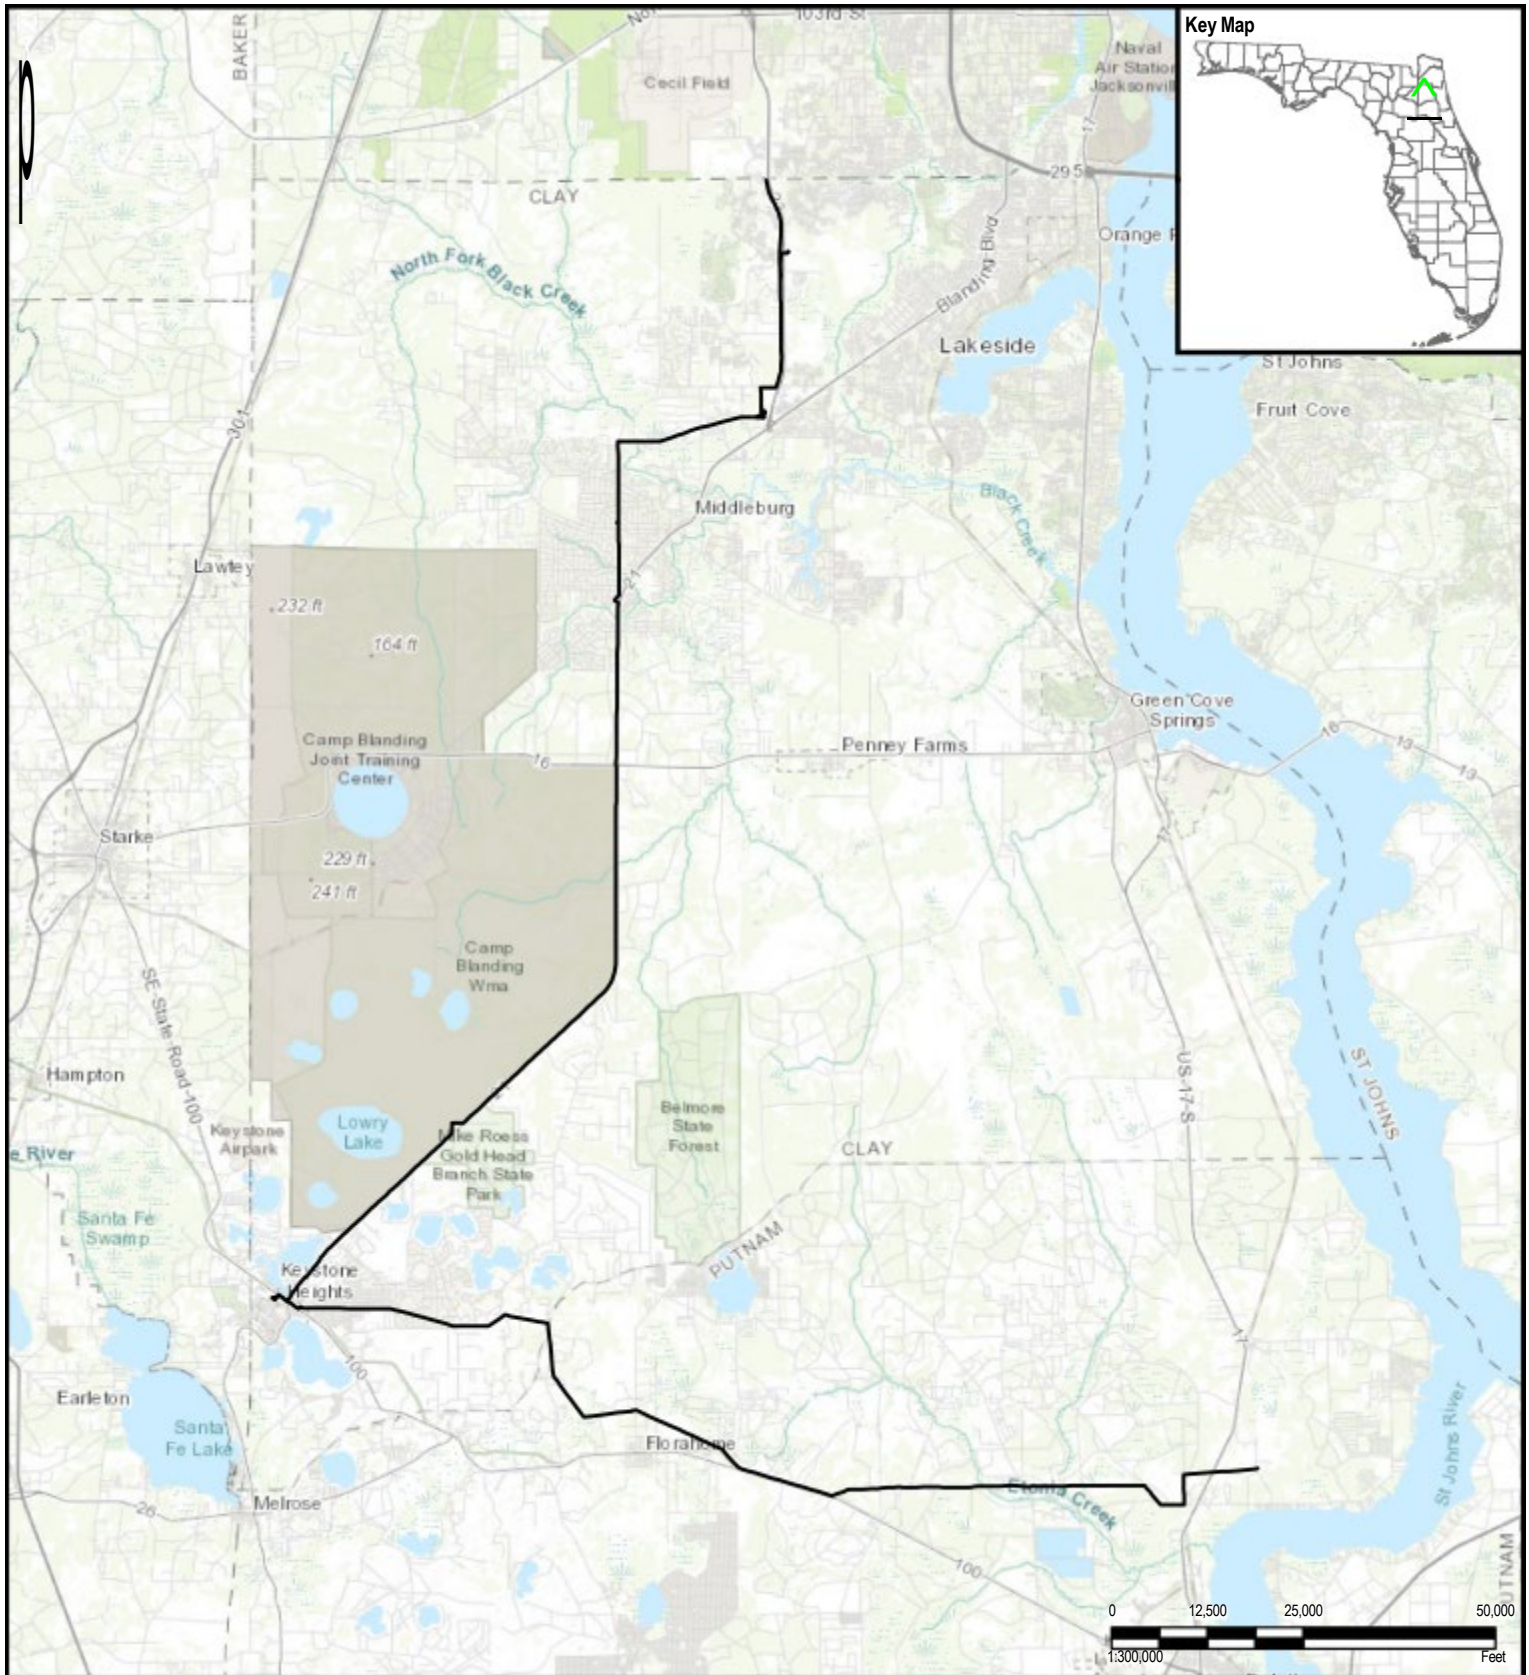 Key Map
BAKER
103rd St
Cecil Field
Naval
Air Station
17
295
CLAY
Orange
North Fork Black Creek
Blanding Blvd
Lakeside
St Johns
Fruit Cove
301
Middleburg
Black Creek
Lawtey
21
232 ft
164 ft
Green Cove
Springs
Camp Blanding
Joint Training
Center
16
Penney Farms
16
13
13
Starke
17
229 ft
241 ft
Camp
Blanding
Wma
SE State Road 100
US-17-S
ST JOHNS
Hampton
Keystone
Airpark
Lowry
Lake
Mike Roess
Gold Head
Branch State
Park
Belmore
State
Forest
CLAY
e River
Santa Fe
Swamp
PUTNAM
Keystone
Heights
17
100
Earleton
Santa
Fe Lake
Florahome
St Johns River
Melrose
26
Etonia Creek
100
UTNAM
0 12,500 25,000 50,000
1:300,000 Feet